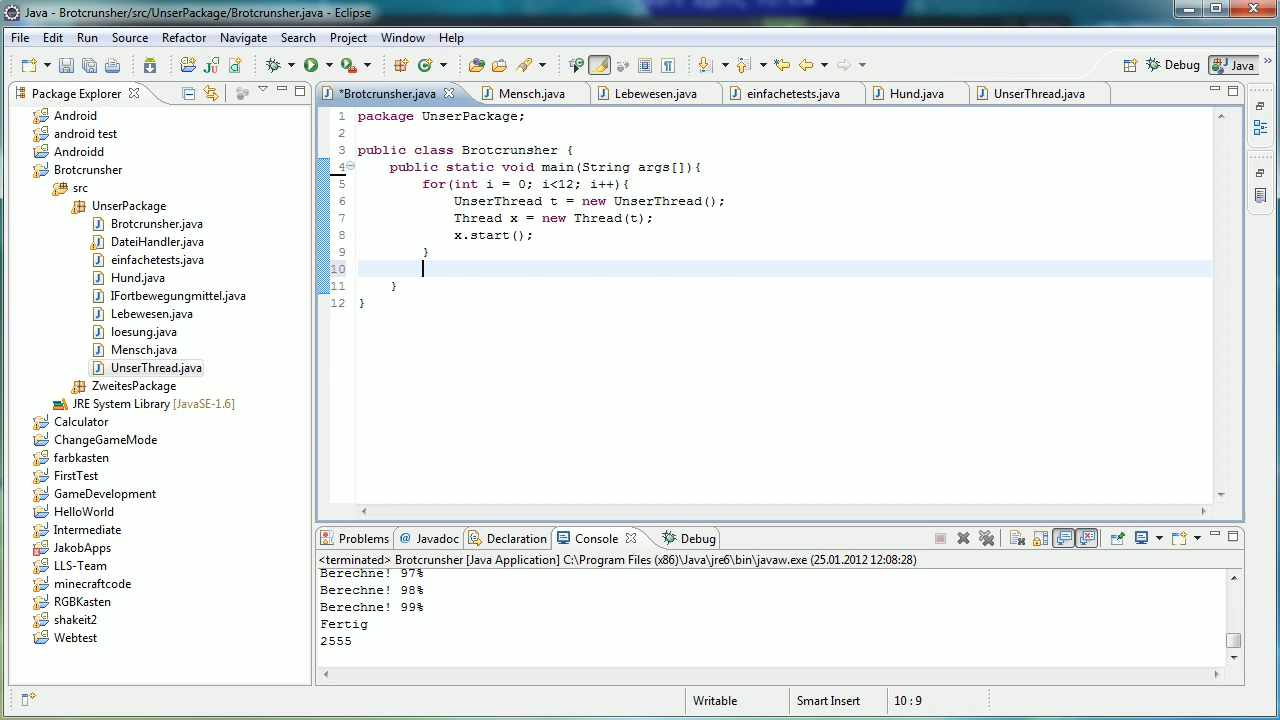 Java - Brotcrunsher/src/UnserPackage/Brotcrunsher.java - Eclipse
File Edit Run Source Refactor Navigate Search Project Window Help
Debug Java
Package Explorer
Android
android test
Androidd
Brotcrunsher
src
UnserPackage
Brotcrunsher.java
DateiHandler.java
einfachetests.java
Hund.java
IFortbewegungmittel.java
Lebewesen.java
loesung.java
Mensch.java
UnserThread.java
ZweitesPackage
JRE System Library [JavaSE-1.6]
Calculator
ChangeGameMode
farbkasten
FirstTest
GameDevelopment
HelloWorld
Intermediate
JakobApps
LLS-Team
minecraftcode
RGBKasten
shakeit2
Webtest
*Brotcrunsher.java Mensch.java Lebewesen.java einfachetests.java Hund.java UnserThread.java
1 package UnserPackage;
2
3 public class Brotcrunsher {
4 public static void main(String args[]){
5 for(int i = 0; i<12; i++){
6 UnserThread t = new UnserThread();
7 Thread x = new Thread(t);
8 x.start();
9 }
10
11 }
12 }
Problems @ Javadoc Declaration Console Debug
<terminated> Brotcrunsher [Java Application] C:\Program Files (x86)\Java\jre6\bin\javaw.exe (25.01.2012 12:08:28)
Berechne! 97%
Berechne! 98%
Berechne! 99%
Fertig
2555
Writable Smart Insert 10 : 9